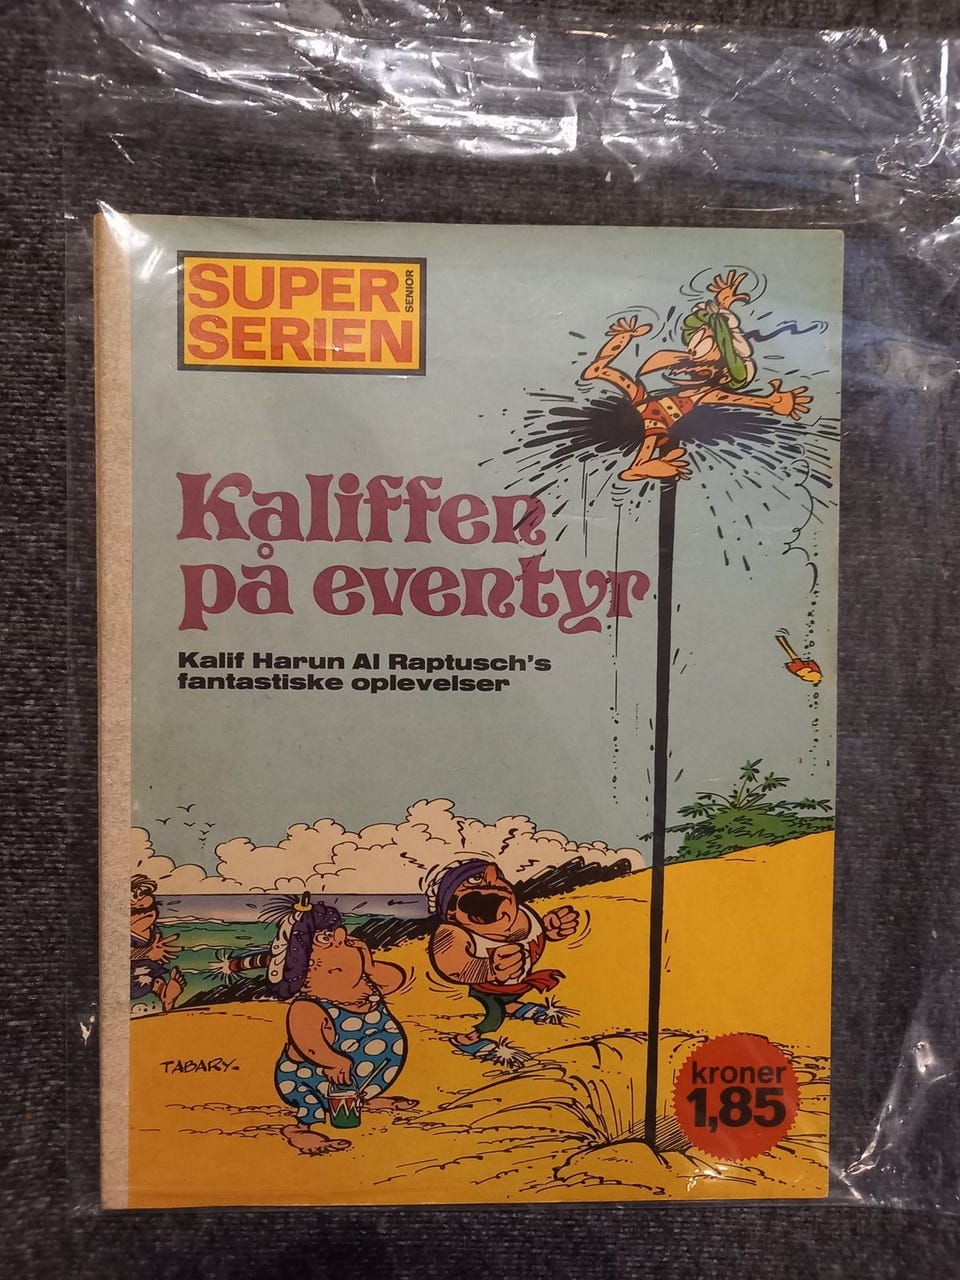 SUPER
SENIOR
SERIEN
Kaliffen
på eventyr
Kalif Harun Al Raptusch's
fantastiske oplevelser
TABARY.
kroner
1,85